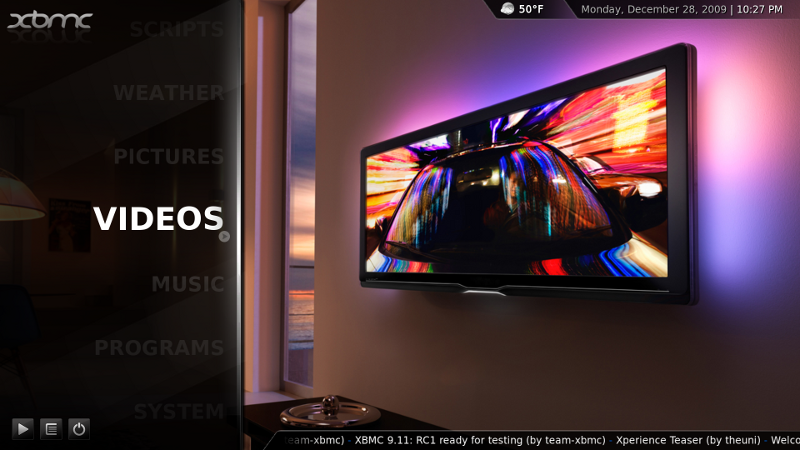 xbmc
50°F
Monday, December 28, 2009 | 10:27 PM
SCRIPTS
WEATHER
PICTURES
VIDEOS
MUSIC
PROGRAMS
SYSTEM
eam-xbmc) - XBMC 9.11: RC1 ready for testing (by team-xbmc) - Xperience Teaser (by theuni) - Welco